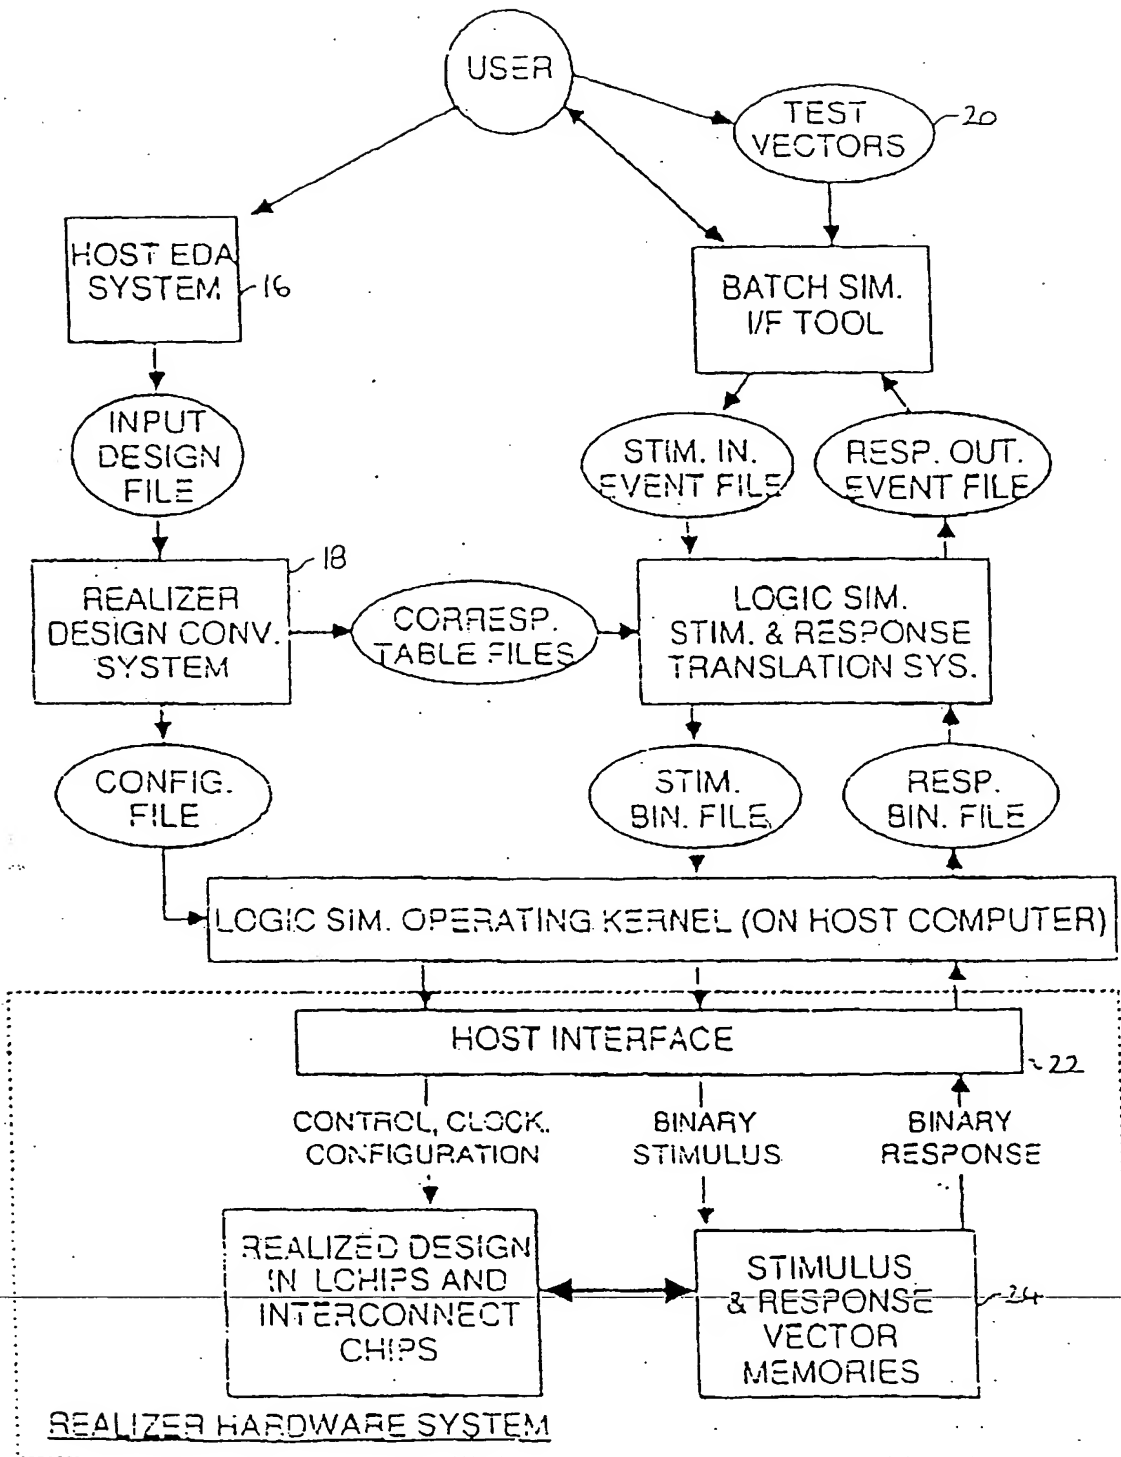 USER
TEST
VECTORS
20
HOST EDA
SYSTEM
16
BATCH SIM.
I/F TOOL
INPUT
DESIGN
FILE
STIM. IN.
EVENT FILE
RESP. OUT.
EVENT FILE
18
REALIZER
DESIGN CONV.
SYSTEM
CORRESP.
TABLE FILES
LOGIC SIM.
STIM. & RESPONSE
TRANSLATION SYS.
CONFIG.
FILE
STIM.
BIN. FILE
RESP.
BIN. FILE
LOGIC SIM. OPERATING KERNEL (ON HOST COMPUTER)
HOST INTERFACE
22
CONTROL, CLOCK.
CONFIGURATION
BINARY
STIMULUS
BINARY
RESPONSE
REALIZED DESIGN
IN LCHIPS AND
INTERCONNECT
CHIPS
STIMULUS
& RESPONSE
VECTOR
MEMORIES
24
REALIZER HARDWARE SYSTEM